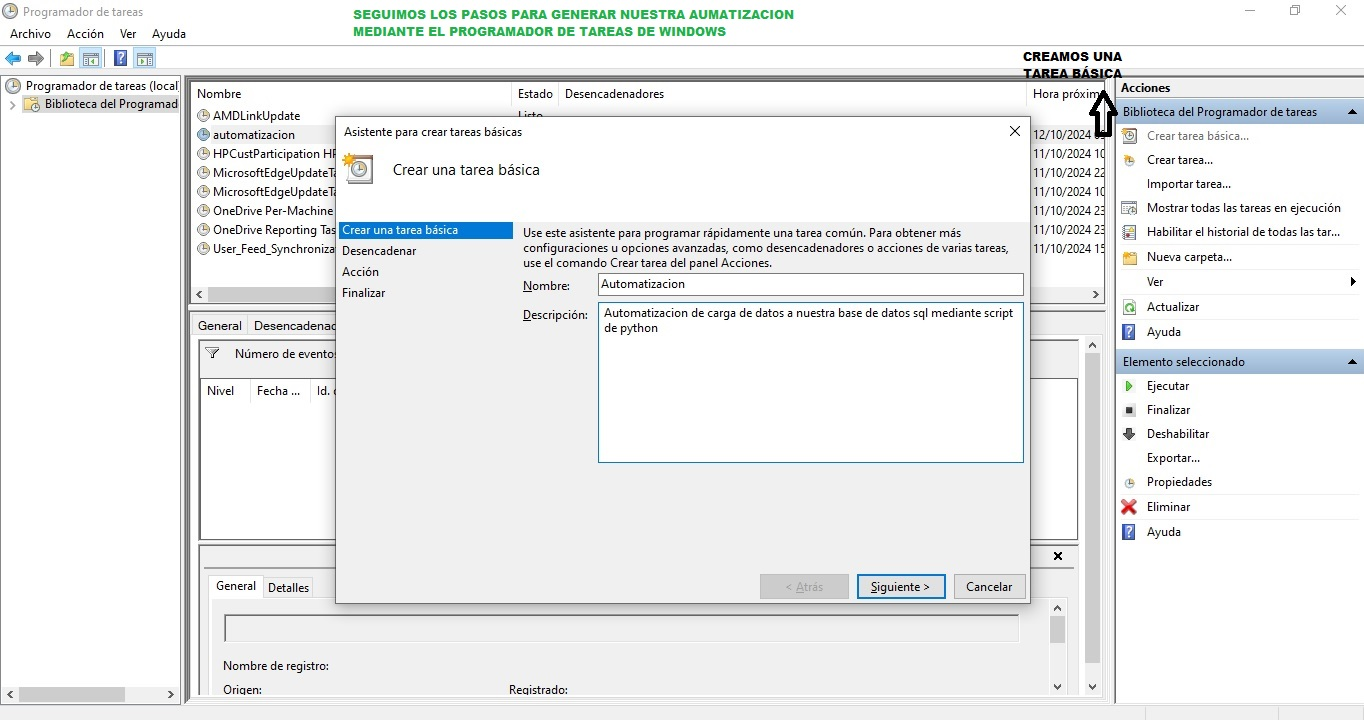 Programador de tareas
SEGUIMOS LOS PASOS PARA GENERAR NUESTRA AUMATIZACION
MEDIANTE EL PROGRAMADOR DE TAREAS DE WINDOWS
Archivo Acción Ver Ayuda
CREAMOS UNA
TAREA BÁSICA
Programador de tareas (local
Biblioteca del Programad
Nombre Estado Desencadenadores Hora próxim
AMDLinkUpdate Listo
automatizacion 12/10/2024
HPCustParticipation HP 11/10/2024 10
MicrosoftEdgeUpdateTa 11/10/2024 22
MicrosoftEdgeUpdateTa 11/10/2024 10
OneDrive Per-Machine 11/10/2024 23
OneDrive Reporting Tas 11/10/2024 23
User_Feed_Synchroniza 11/10/2024 15
General Desencadenad
Número de eventos
Nivel Fecha ... Id.
General Detalles
Nombre de registro:
Origen: Registrado:
Asistente para crear tareas básicas
Crear una tarea básica
Crear una tarea básica
Desencadenar
Acción
Finalizar
Use este asistente para programar rápidamente una tarea común. Para obtener más
configuraciones u opciones avanzadas, como desencadenadores o acciones de varias tareas,
use el comando Crear tarea del panel Acciones.
Nombre: Automatizacion
Descripción: Automatizacion de carga de datos a nuestra base de datos sql mediante script
de python
< Atrás Siguiente > Cancelar
Acciones
Biblioteca del Programador de tareas
Crear tarea básica...
Crear tarea...
Importar tarea...
Mostrar todas las tareas en ejecución
Habilitar el historial de todas las tar...
Nueva carpeta...
Ver
Actualizar
Ayuda
Elemento seleccionado
Ejecutar
Finalizar
Deshabilitar
Exportar...
Propiedades
Eliminar
Ayuda